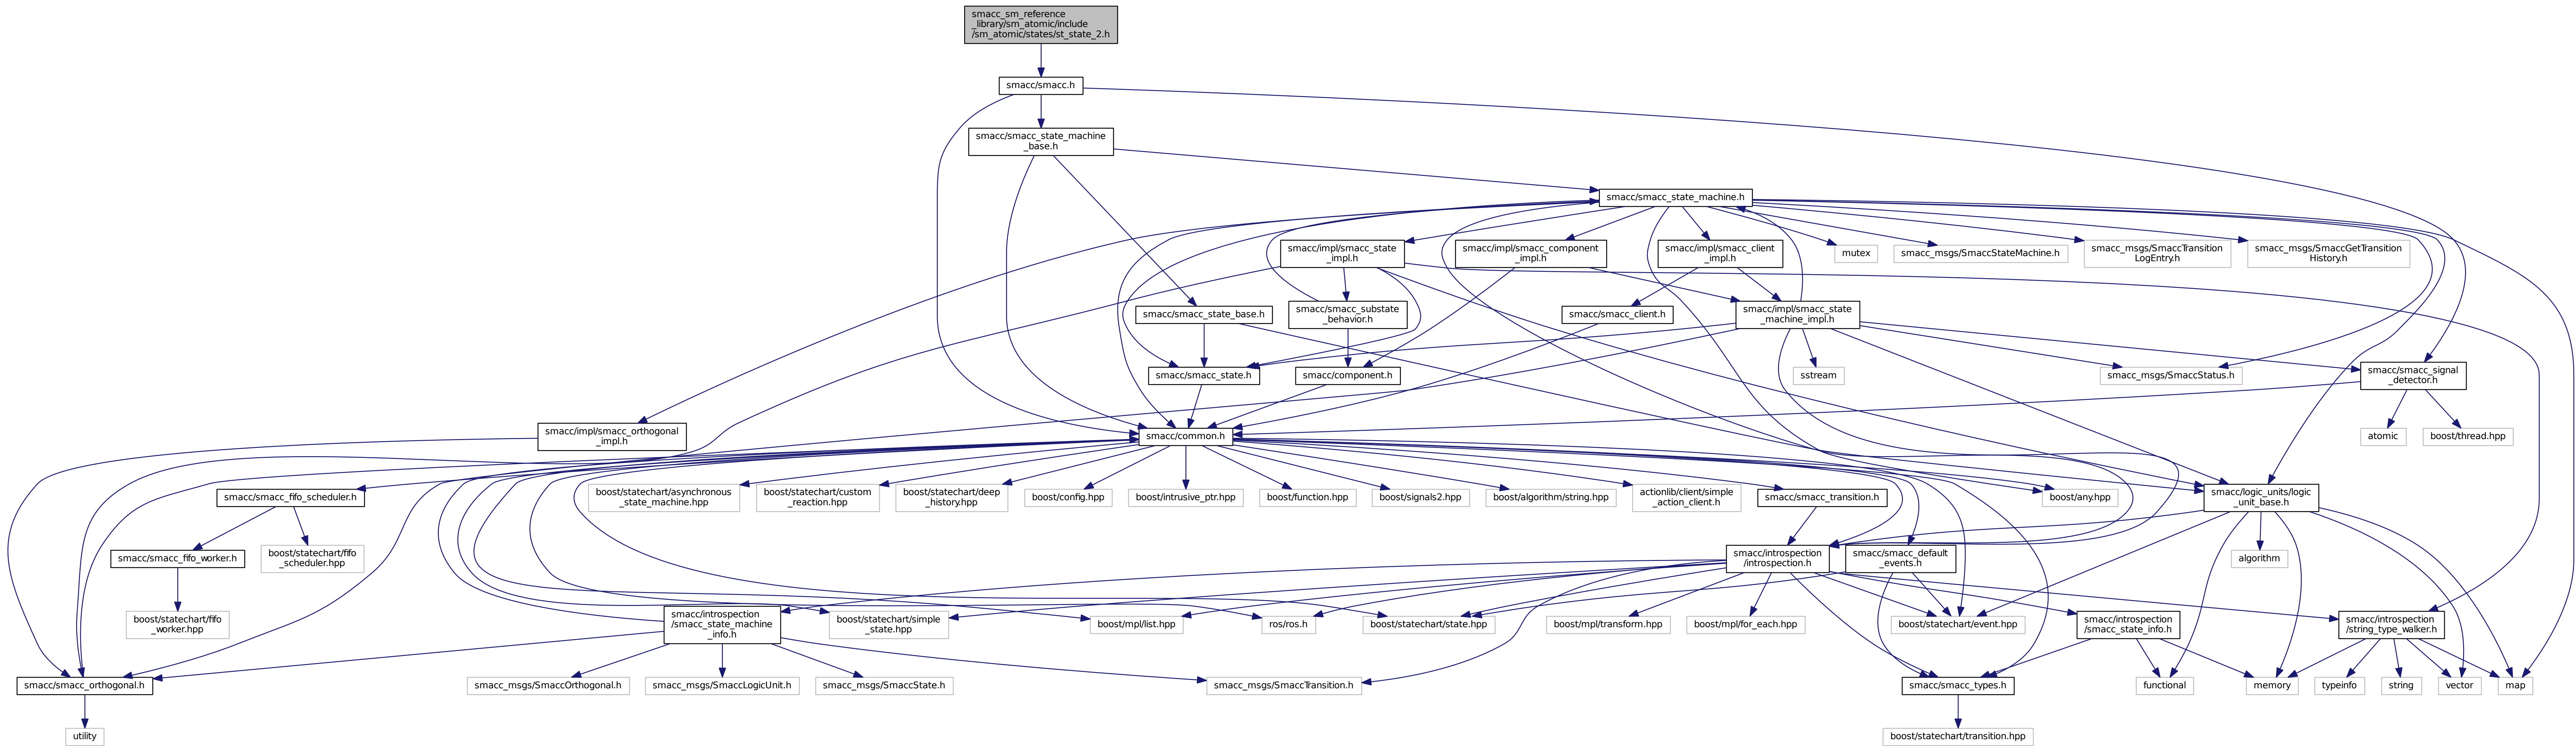 smacc_sm_reference
_library/sm_atomic/include
/sm_atomic/states/st_state_2.h
smacc/smacc.h
smacc/smacc_state_machine
_base.h
smacc/smacc_state_machine.h
smacc/impl/smacc_state
_impl.h
smacc/impl/smacc_component
_impl.h
smacc/impl/smacc_client
_impl.h
mutex
smacc_msgs/SmaccStateMachine.h
smacc_msgs/SmaccTransition
LogEntry.h
smacc_msgs/SmaccGetTransition
History.h
smacc/smacc_state_base.h
smacc/smacc_substate
_behavior.h
smacc/smacc_client.h
smacc/impl/smacc_state
_machine_impl.h
smacc/smacc_state.h
smacc/component.h
sstream
smacc_msgs/SmaccStatus.h
smacc/smacc_signal
_detector.h
smacc/impl/smacc_orthogonal
_impl.h
smacc/common.h
atomic
boost/thread.hpp
smacc/smacc_fifo_scheduler.h
boost/statechart/asynchronous
_state_machine.hpp
boost/statechart/custom
_reaction.hpp
boost/statechart/deep
_history.hpp
boost/config.hpp
boost/intrusive_ptr.hpp
boost/function.hpp
boost/signals2.hpp
boost/algorithm/string.hpp
actionlib/client/simple
_action_client.h
smacc/smacc_transition.h
boost/any.hpp
smacc/logic_units/logic
_unit_base.h
smacc/smacc_fifo_worker.h
boost/statechart/fifo
_scheduler.hpp
smacc/introspection
/introspection.h
smacc/smacc_default
_events.h
algorithm
boost/statechart/fifo
_worker.hpp
smacc/introspection
/smacc_state_machine
_info.h
boost/statechart/simple
_state.hpp
boost/mpl/list.hpp
ros/ros.h
boost/statechart/state.hpp
boost/mpl/transform.hpp
boost/mpl/for_each.hpp
boost/statechart/event.hpp
smacc/introspection
/smacc_state_info.h
smacc/introspection
/string_type_walker.h
smacc/smacc_orthogonal.h
smacc_msgs/SmaccOrthogonal.h
smacc_msgs/SmaccLogicUnit.h
smacc_msgs/SmaccState.h
smacc_msgs/SmaccTransition.h
smacc/smacc_types.h
functional
memory
typeinfo
string
vector
map
utility
boost/statechart/transition.hpp